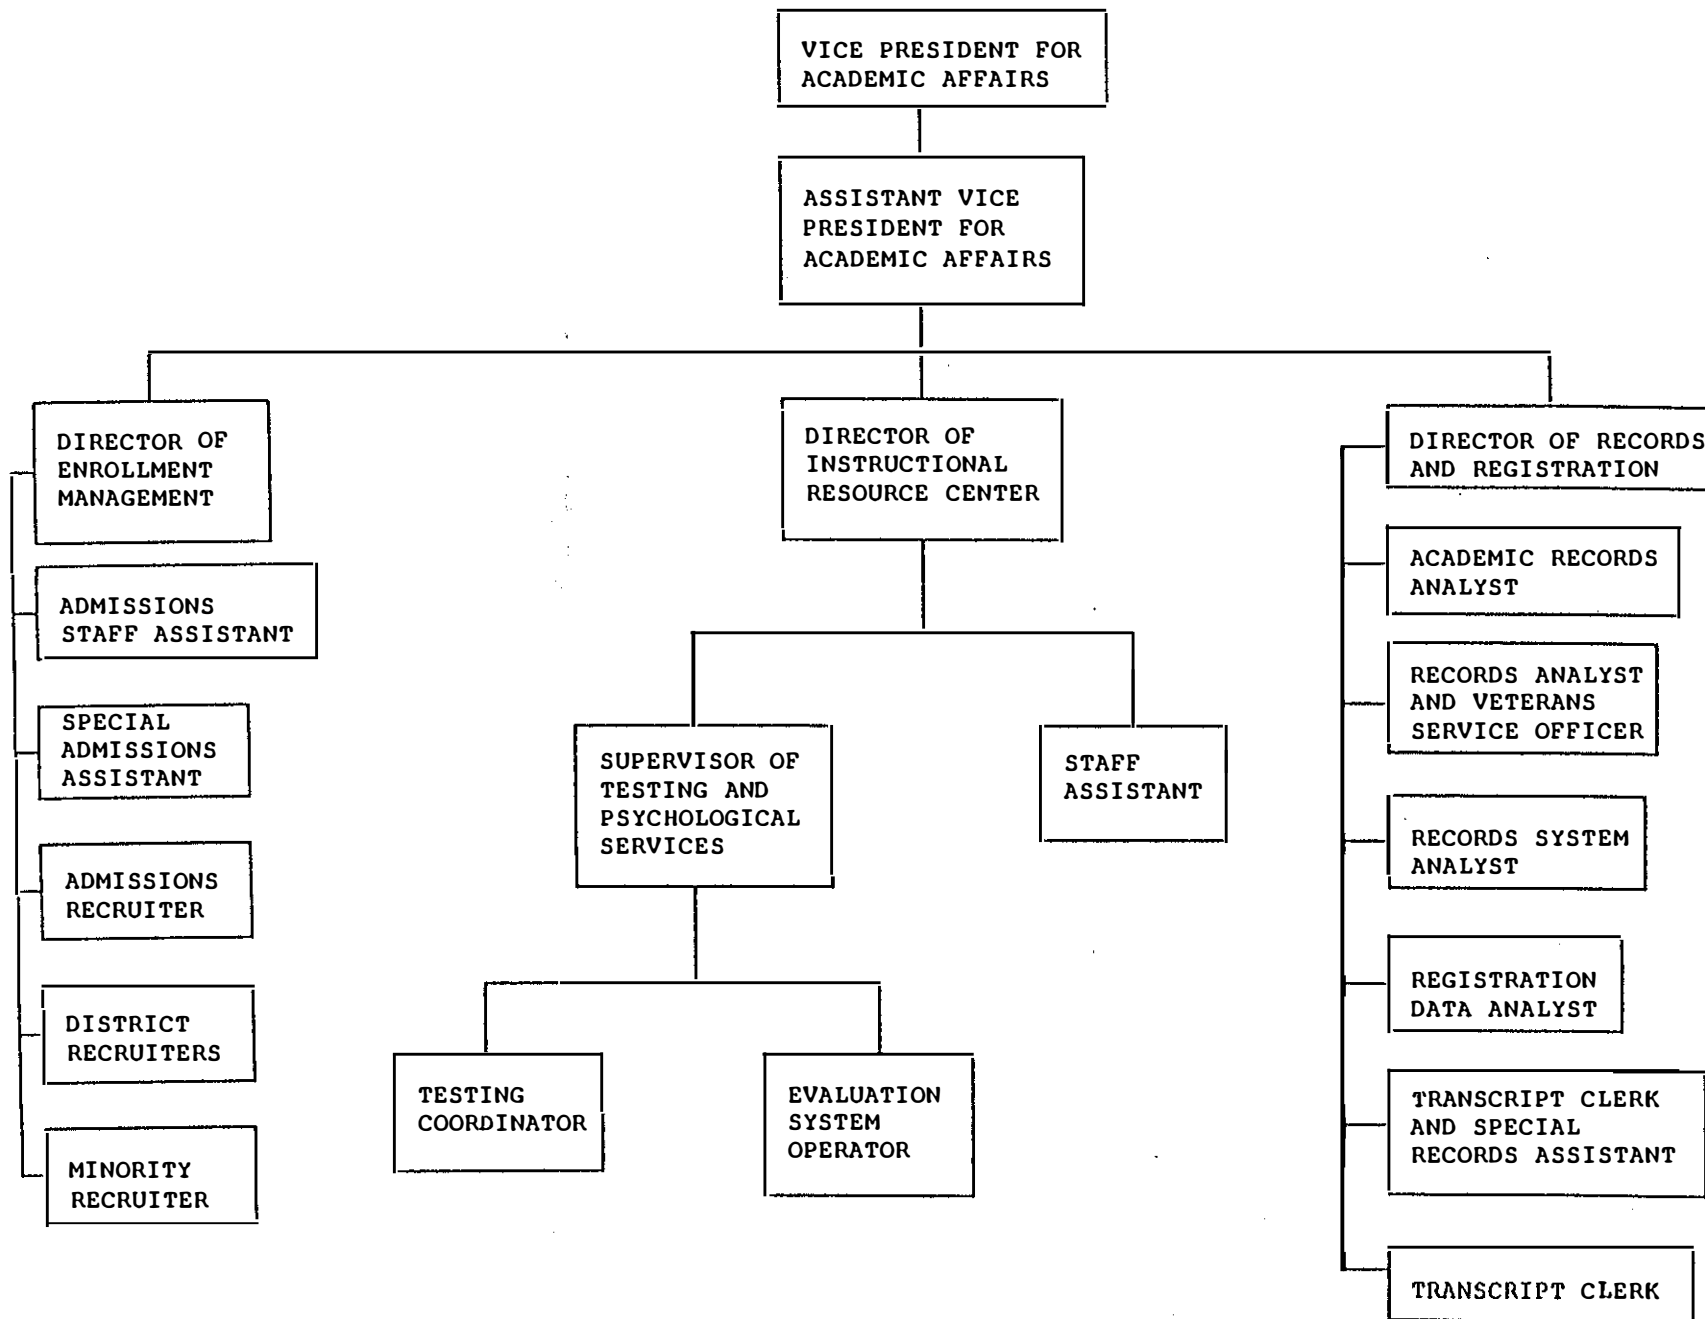 VICE PRESIDENT FOR
ACADEMIC AFFAIRS
ASSISTANT VICE
PRESIDENT FOR
ACADEMIC AFFAIRS
DIRECTOR OF
ENROLLMENT
MANAGEMENT
ADMISSIONS
STAFF ASSISTANT
SPECIAL
ADMISSIONS
ASSISTANT
ADMISSIONS
RECRUITER
DISTRICT
RECRUITERS
MINORITY
RECRUITER
DIRECTOR OF
INSTRUCTIONAL
RESOURCE CENTER
SUPERVISOR OF
TESTING AND
PSYCHOLOGICAL
SERVICES
STAFF
ASSISTANT
TESTING
COORDINATOR
EVALUATION
SYSTEM
OPERATOR
DIRECTOR OF RECORDS
AND REGISTRATION
ACADEMIC RECORDS
ANALYST
RECORDS ANALYST
AND VETERANS
SERVICE OFFICER
RECORDS SYSTEM
ANALYST
REGISTRATION
DATA ANALYST
TRANSCRIPT CLERK
AND SPECIAL
RECORDS ASSISTANT
TRANSCRIPT CLERK